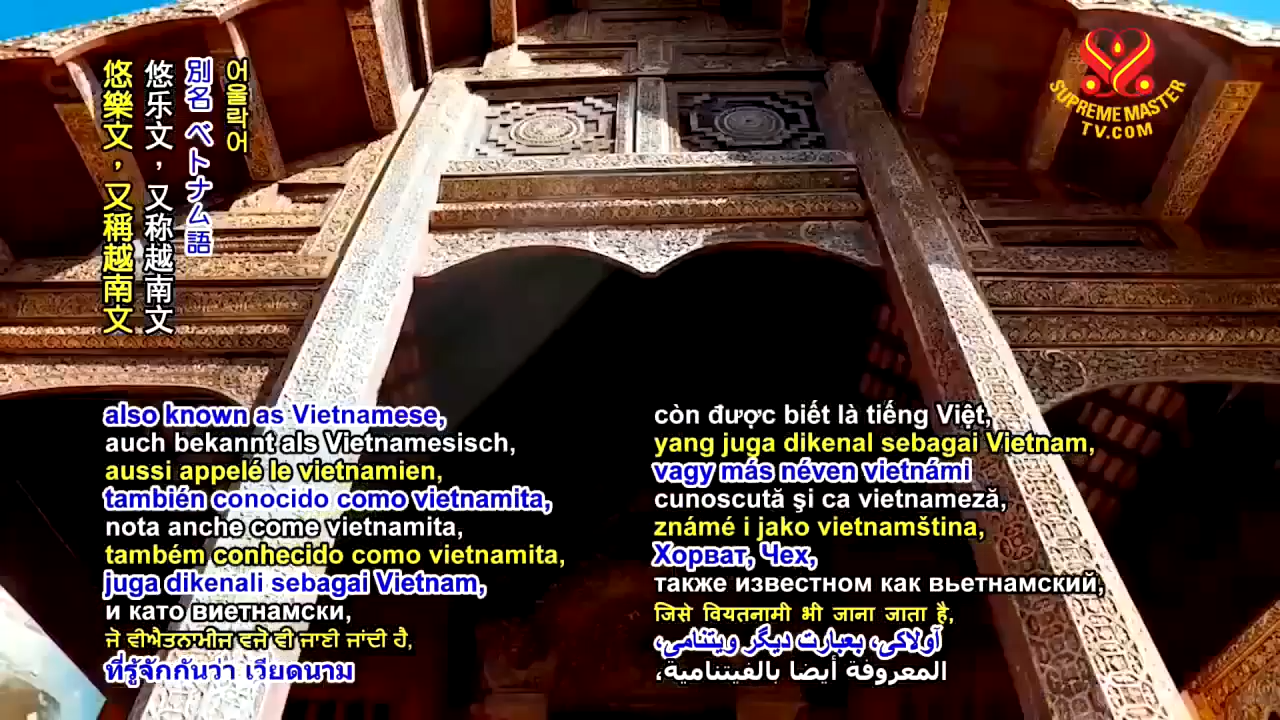 어울락어
別名 ベトナム語
悠乐文，又称越南文
悠樂文，又稱越南文
SUPREME MASTER
TV.COM
also known as Vietnamese,
auch bekannt als Vietnamesisch,
aussi appelé le vietnamien,
también conocido como vietnamita,
nota anche come vietnamita,
também conhecido como vietnamita,
juga dikenali sebagai Vietnam,
и като виетнамски,
ਜੋ ਵੀਐਤਨਾਮੀਜ ਵਜੋ ਵੀ ਜਾਣੀ ਜਾਂਦੀ ਹੈ,
ที่รู้จักกันว่า เวียดนาม
còn được biết là tiếng Việt,
yang juga dikenal sebagai Vietnam,
vagy más néven vietnámi
cunoscută şi ca vietnameză,
známé i jako vietnamština,
Хорват, Чех,
также известном как вьетнамский,
जिसे वियतनामी भी जाना जाता है,
آولاکی، بعبارت دیگر ویتنامی،
المعروفة أيضا بالفيتنامية،